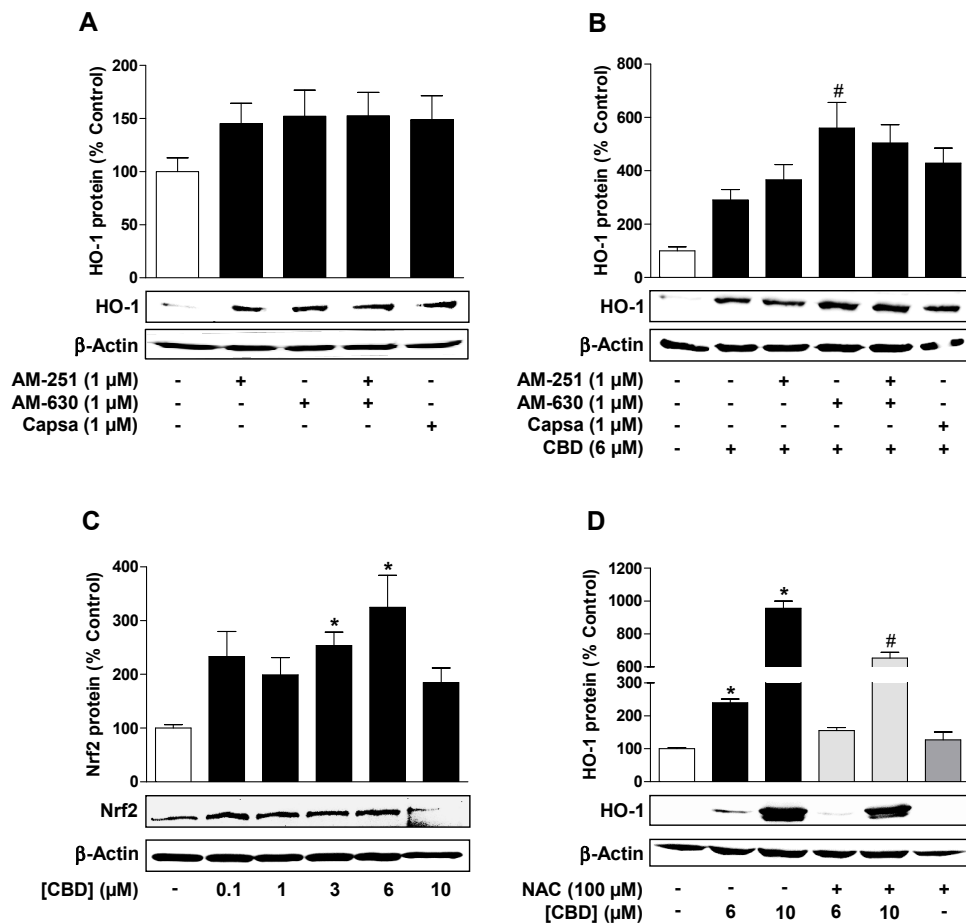 A
HO-1 protein (% Control)
200
150
100
50
0
HO-1
β-Actin
AM-251 (1 µM) - + - + -
AM-630 (1 µM) - - + + -
Capsa (1 µM) - - - - +
B
HO-1 protein (% Control)
800
600
400
200
0
#
HO-1
β-Actin
AM-251 (1 µM) - - + - + -
AM-630 (1 µM) - - - + + -
Capsa (1 µM) - - - - - +
CBD (6 µM) - + + + + +
C
Nrf2 protein (% Control)
400
300
200
100
0
* *
Nrf2
β-Actin
[CBD] (µM) - 0.1 1 3 6 10
D
HO-1 protein (% Control)
1200
1000
800
600
300
200
100
0
* * #
HO-1
β-Actin
NAC (100 µM) - - - + + +
[CBD] (µM) - 6 10 6 10 -